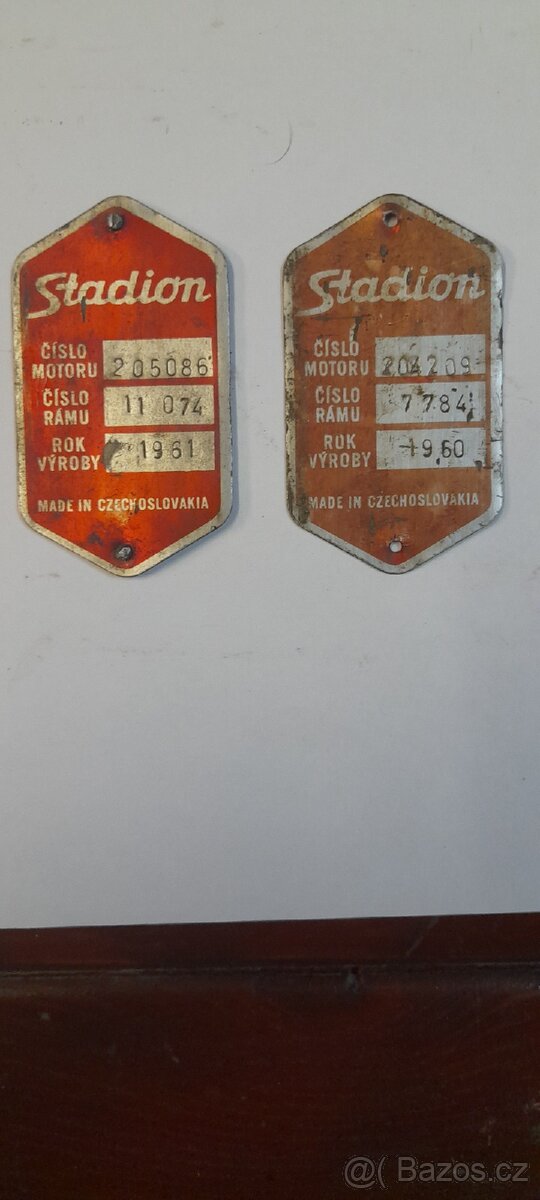 Stadion
ČÍSLO
MOTORU 205086
ČÍSLO
RÁMU 11 074
ROK
VÝROBY 1961
MADE IN CZECHOSLOVAKIA
Stadion
ČÍSLO
MOTORU 204209
ČÍSLO
RÁMU 7784
ROK
VÝROBY 1960
MADE IN CZECHOSLOVAKIA
@ Bazos.cz